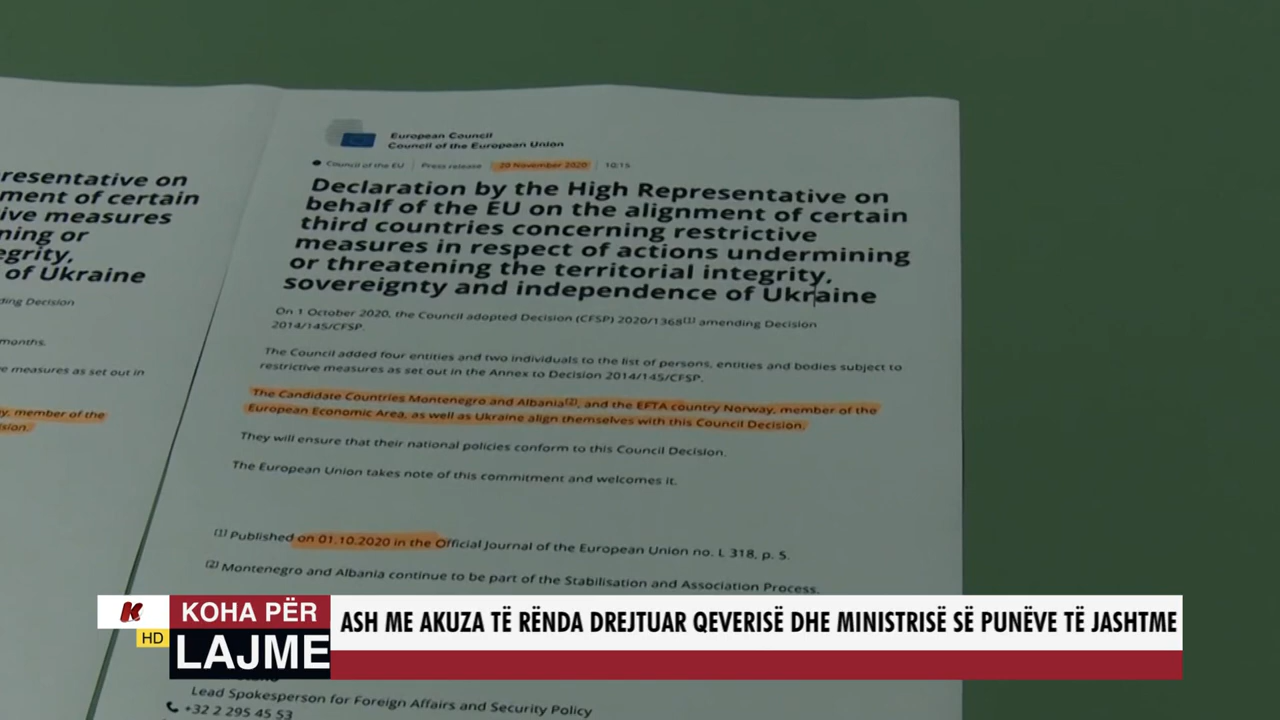 resentative on
ment of certain
ive measures
ning or
egrity,
of Ukraine
ding Decision
months.
e measures as set out in
member of the
European Council
Council of the European Union
Council of the EU Press release 20 November 2020 10:15
Declaration by the High Representative on
behalf of the EU on the alignment of certain
third countries concerning restrictive
measures in respect of actions undermining
or threatening the territorial integrity,
sovereignty and independence of Ukraine
On 1 October 2020, the Council adopted Decision (CFSP) 2020/1368(1) amending Decision
2014/145/CFSP.
The Council added four entities and two individuals to the list of persons, entities and bodies subject to
restrictive measures as set out in the Annex to Decision 2014/145/CFSP.
The Candidate Countries Montenegro and Albania(2), and the EFTA country Norway, member of the
European Economic Area, as well as Ukraine align themselves with this Council Decision.
They will ensure that their national policies conform to this Council Decision.
The European Union takes note of this commitment and welcomes it.
(1) Published on 01.10.2020 in the Official Journal of the European Union no. L 318, p. 5.
(2) Montenegro and Albania continue to be part of the Stabilisation and Association Process.
Lead Spokesperson for Foreign Affairs and Security Policy
+32 2 295 45 53
K
HD
KOHA PËR
LAJME
ASH ME AKUZA TË RËNDA DREJTUAR QEVERISË DHE MINISTRISË SË PUNËVE TË JASHTME